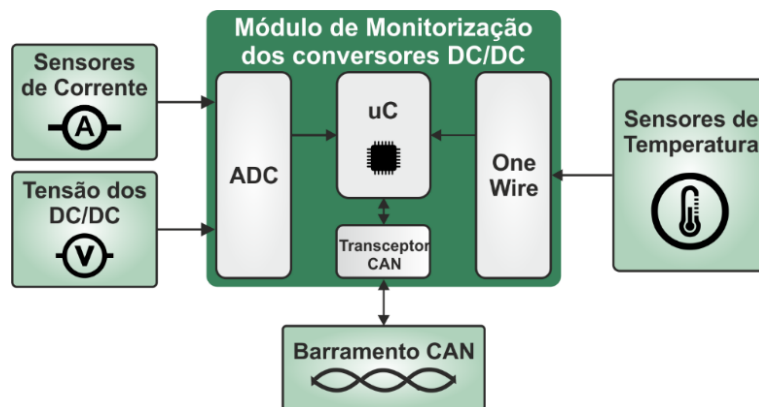 Módulo de Monitorização
dos conversores DC/DC
Sensores
de Corrente
A
Tensão dos
DC/DC
V
ADC
uC
Transceptor
CAN
One
Wire
Sensores de
Temperatura
Barramento CAN